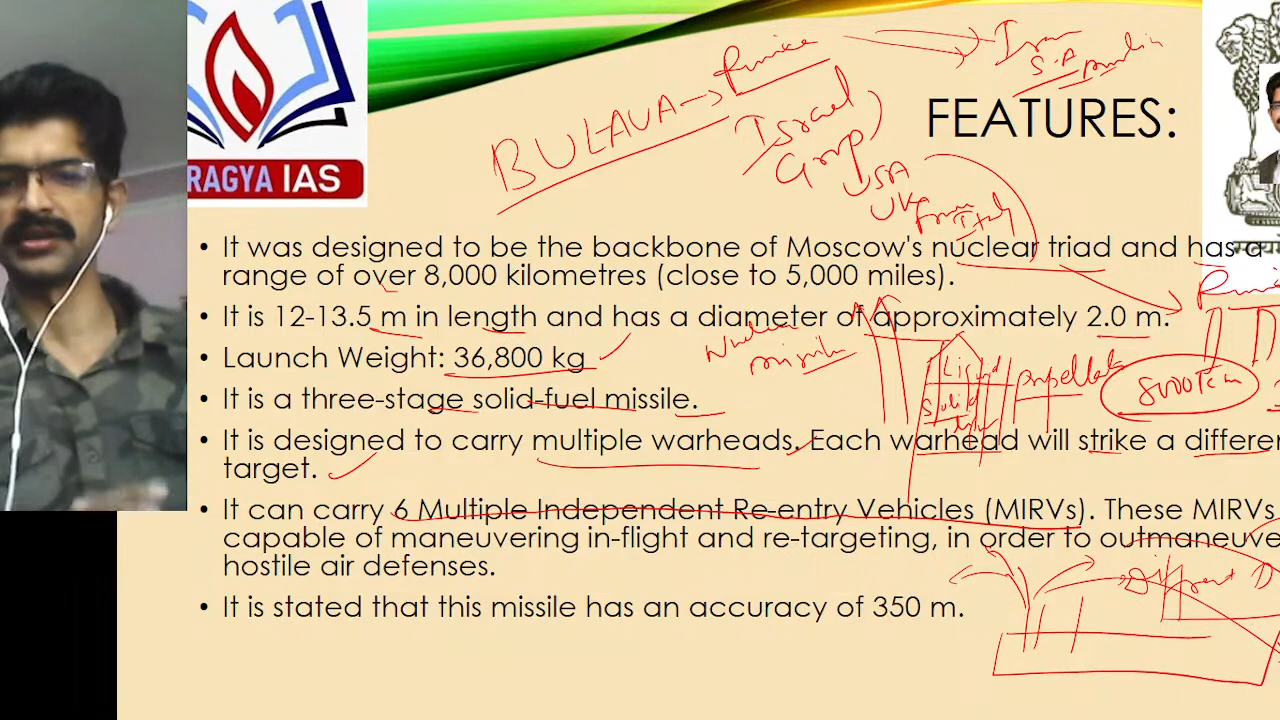 RAGYA IAS
FEATURES:
BULAVA →
Israel
Group
USA
UK
Italy
• It was designed to be the backbone of Moscow's nuclear triad and has a
range of over 8,000 kilometres (close to 5,000 miles).
• It is 12-13.5 m in length and has a diameter of approximately 2.0 m.
• Launch Weight: 36,800 kg
• It is a three-stage solid-fuel missile.
• It is designed to carry multiple warheads. Each warhead will strike a differen
target.
• It can carry 6 Multiple Independent Re-entry Vehicles (MIRVs). These MIRVs
capable of maneuvering in-flight and re-targeting, in order to outmaneuve
hostile air defenses.
• It is stated that this missile has an accuracy of 350 m.
Nuclear
missile
Liquid
Solid
8000 km
Different